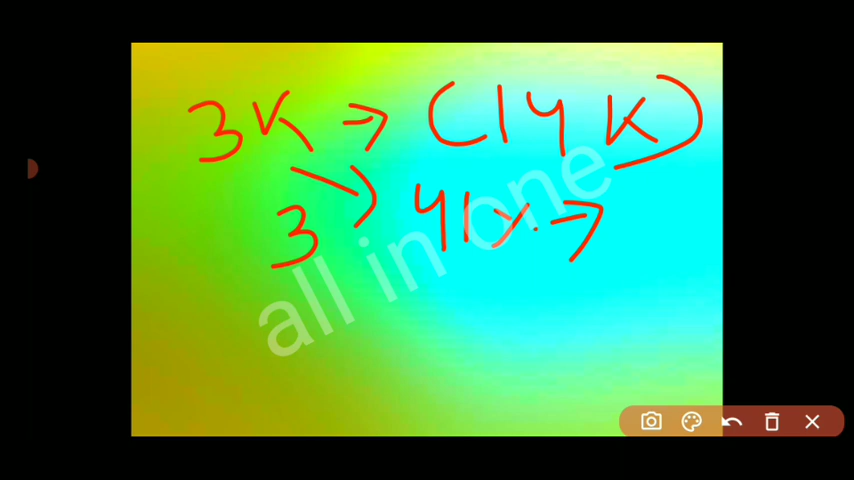 3K → (14K)
3 → 41%. →
all in one